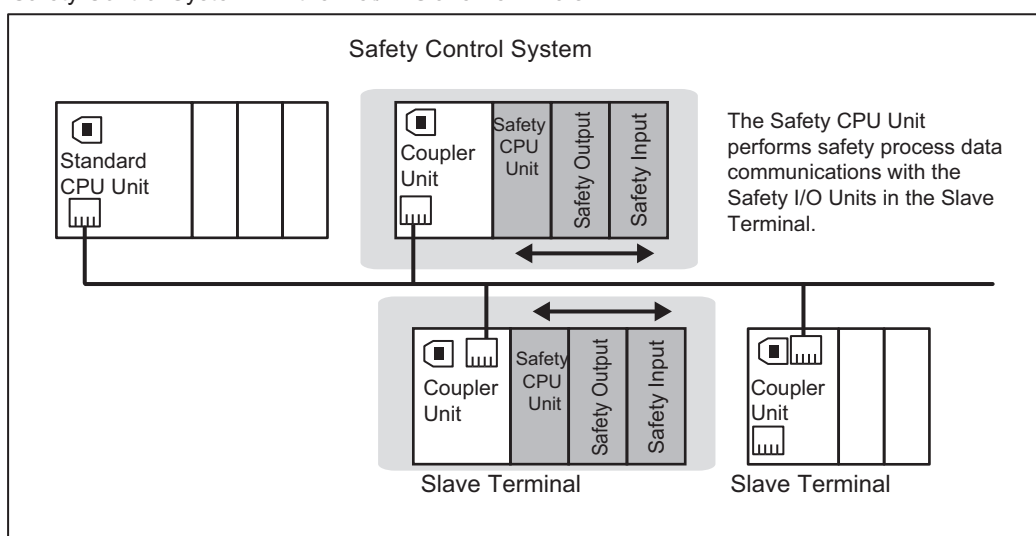 Safety Control System
Standard
CPU Unit
Coupler
Unit
Safety
CPU
Unit
Safety Output
Safety Input
The Safety CPU Unit
performs safety process data
communications with the
Safety I/O Units in the Slave
Terminal.
Coupler
Unit
Safety
CPU
Unit
Safety Output
Safety Input
Slave Terminal
Coupler
Unit
Slave Terminal